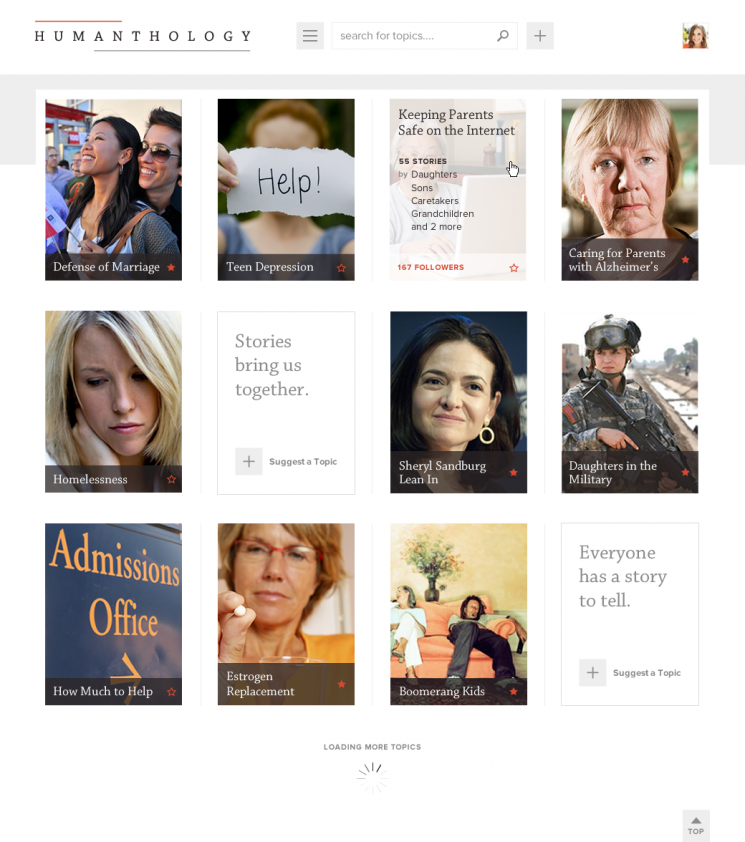 HUMANTHOLOGY
search for topics....
Keeping Parents
Safe on the Internet
55 STORIES
by Daughters
Sons
Caretakers
Grandchildren
and 2 more
167 FOLLOWERS
Defense of Marriage
Help!
Teen Depression
Caring for Parents
with Alzheimer's
Homelessness
Stories
bring us
together.
Suggest a Topic
Sheryl Sandburg
Lean In
Daughters in the
Military
Admissions
Office
How Much to Help
Estrogen
Replacement
Boomerang Kids
Everyone
has a story
to tell.
Suggest a Topic
LOADING MORE TOPICS
TOP